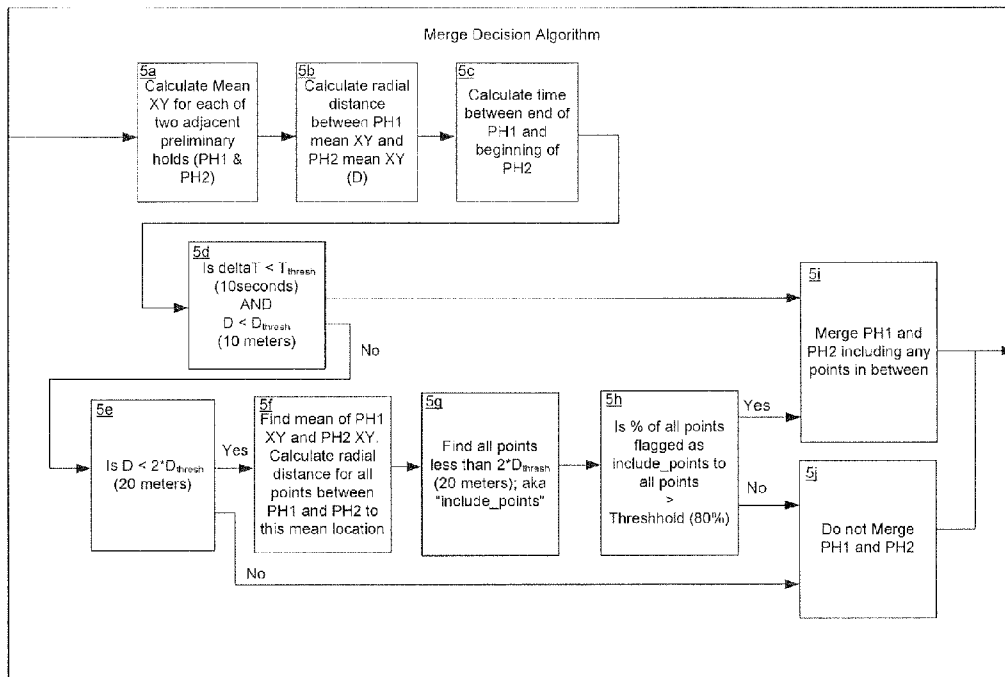 Merge Decision Algorithm
5a
Calculate Mean
XY for each of
two adjacent
preliminary
holds (PH1 &
PH2)
5b
Calculate radial
distance
between PH1
mean XY and
PH2 mean XY
(D)
5c
Calculate time
between end of
PH1 and
beginning of
PH2
5d
Is deltaT < Tthresh
(10seconds)
AND
D < Dthresh
(10 meters)
No
5i
Merge PH1 and
PH2 including any
points in between
5e
Is D < 2*Dthresh
(20 meters)
Yes
No
5f
Find mean of PH1
XY and PH2 XY.
Calculate radial
distance for all
points between
PH1 and PH2 to
this mean location
5g
Find all points
less than 2*Dthresh
(20 meters); aka
"include_points"
5h
Is % of all points
flagged as
include_points to
all points
>
Threshhold (80%)
Yes
No
5j
Do not Merge
PH1 and PH2